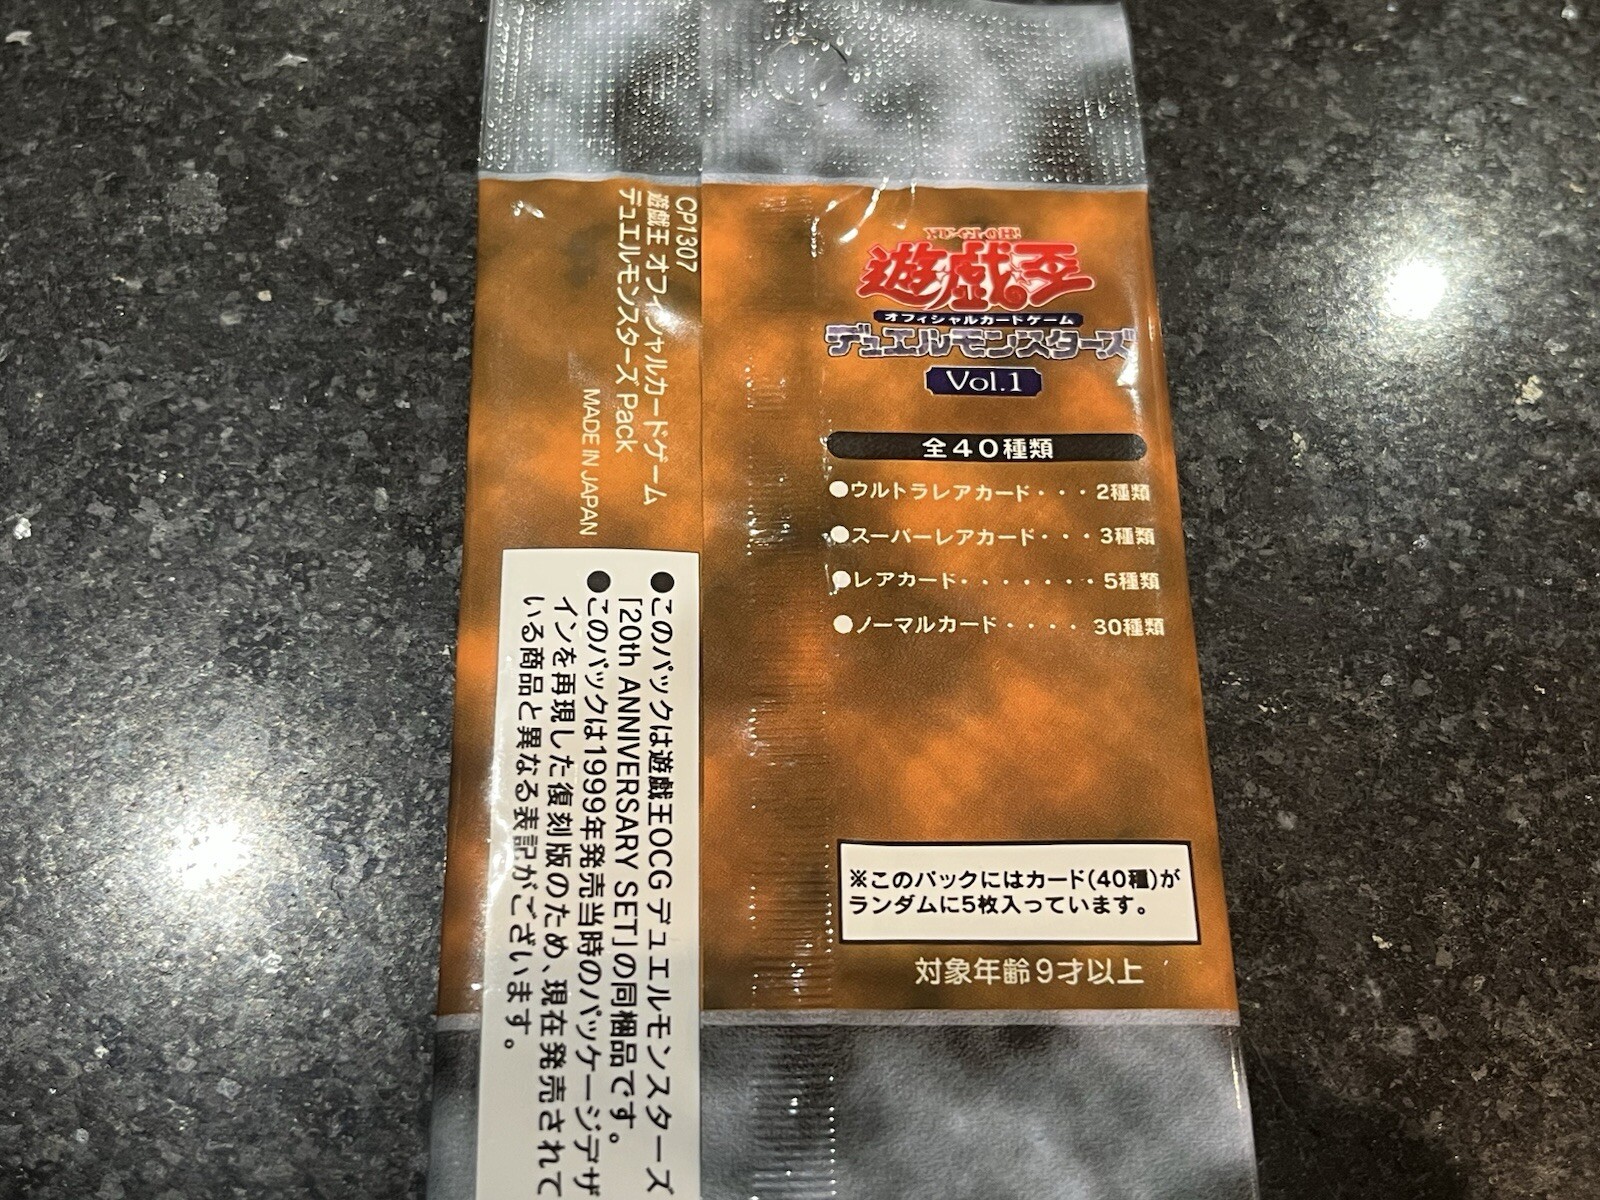 CP1307
遊戯王 オフィシャルカードゲーム
デュエルモンスターズ Pack
MADE IN JAPAN
●このパックは遊戯王OCG デュエルモンスターズ
「20th ANNIVERSARY SET」の同梱品です。
●このパックは1999年発売当時のパッケージデザ
インを再現した復刻版のため、現在発売されて
いる商品と異なる表記がございます。
YU-GI-OH!
遊戯王
オフィシャルカードゲーム
デュエルモンスターズ
Vol.1
全40種類
●ウルトラレアカード・・・2種類
●スーパーレアカード・・・3種類
●レアカード・・・・・・・5種類
●ノーマルカード・・・・30種類
※このパックにはカード(40種)が
ランダムに5枚入っています。
対象年齢9才以上